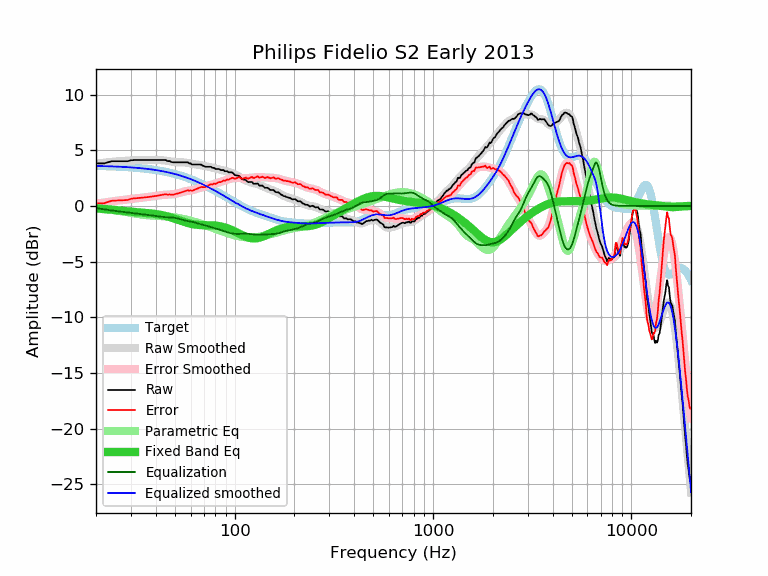 Philips Fidelio S2 Early 2013
10
5
0
−5
−10
−15
−20
−25
Amplitude (dBr)
Target
Raw Smoothed
Error Smoothed
Raw
Error
Parametric Eq
Fixed Band Eq
Equalization
Equalized smoothed
100 1000 10000
Frequency (Hz)